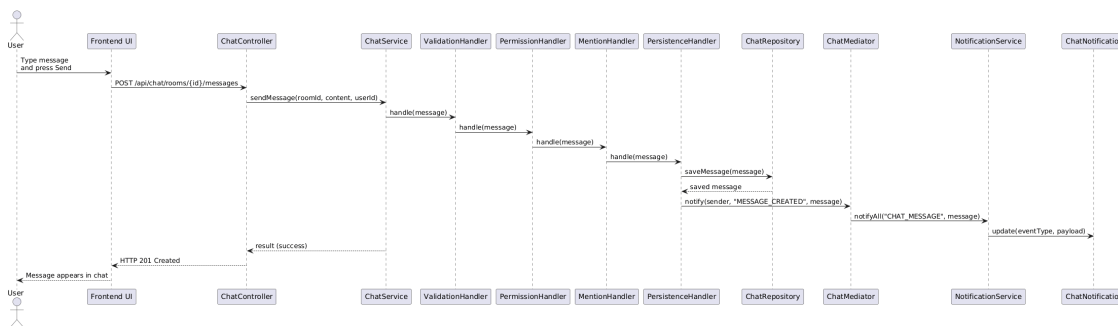 User
Frontend UI
ChatController
ChatService
ValidationHandler
PermissionHandler
MentionHandler
PersistenceHandler
ChatRepository
ChatMediator
NotificationService
ChatNotificatio
Type message
and press Send
POST /api/chat/rooms/{id}/messages
sendMessage(roomId, content, userId)
handle(message)
handle(message)
handle(message)
handle(message)
saveMessage(message)
saved message
notify(sender, "MESSAGE_CREATED", message)
notifyAll("CHAT_MESSAGE", message)
update(eventType, payload)
result (success)
HTTP 201 Created
Message appears in chat
User
Frontend UI
ChatController
ChatService
ValidationHandler
PermissionHandler
MentionHandler
PersistenceHandler
ChatRepository
ChatMediator
NotificationService
ChatNotificatio